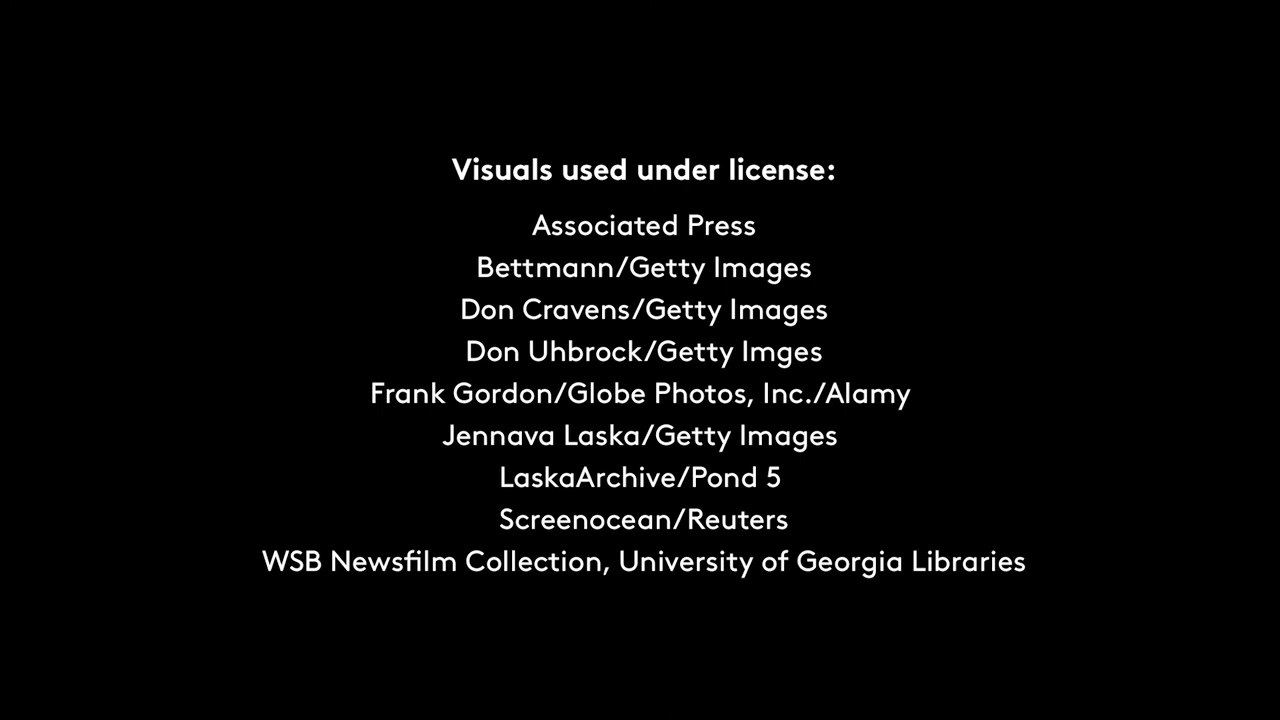 Visuals used under license:
Associated Press
Bettmann/Getty Images
Don Cravens/Getty Images
Don Uhbrock/Getty Imges
Frank Gordon/Globe Photos, Inc./Alamy
Jennava Laska/Getty Images
LaskaArchive/Pond 5
Screenocean/Reuters
WSB Newsfilm Collection, University of Georgia Libraries